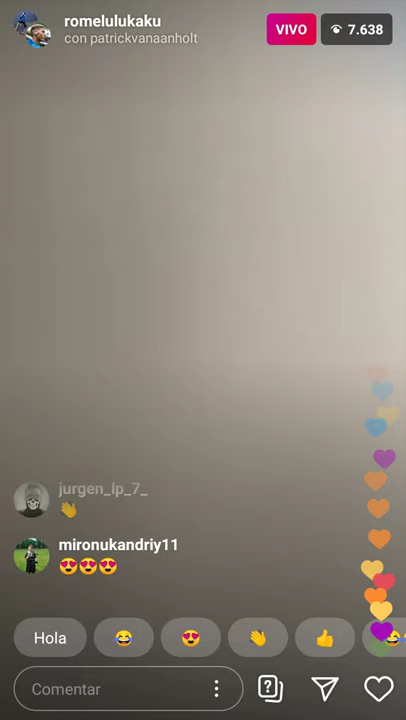 romelulukaku
con patrickvanaanholt
VIVO
7.638
jurgen_lp_7_
👋
mironukandriy11
😍😍😍
Hola 😂 😍 👋 👍 😂
Comentar